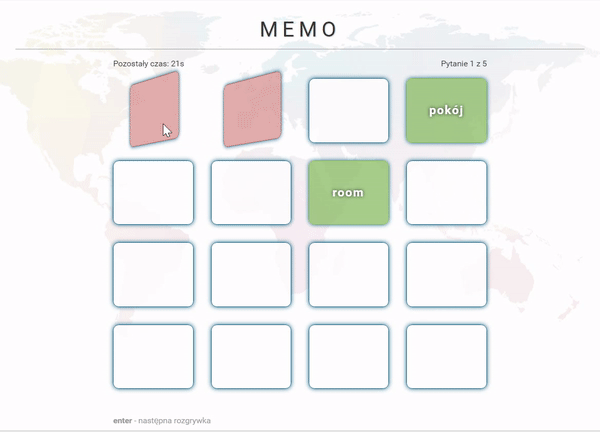 MEMO
Pozostały czas: 21s
Pytanie 1 z 5
pokój
room
enter - następna rozgrywka